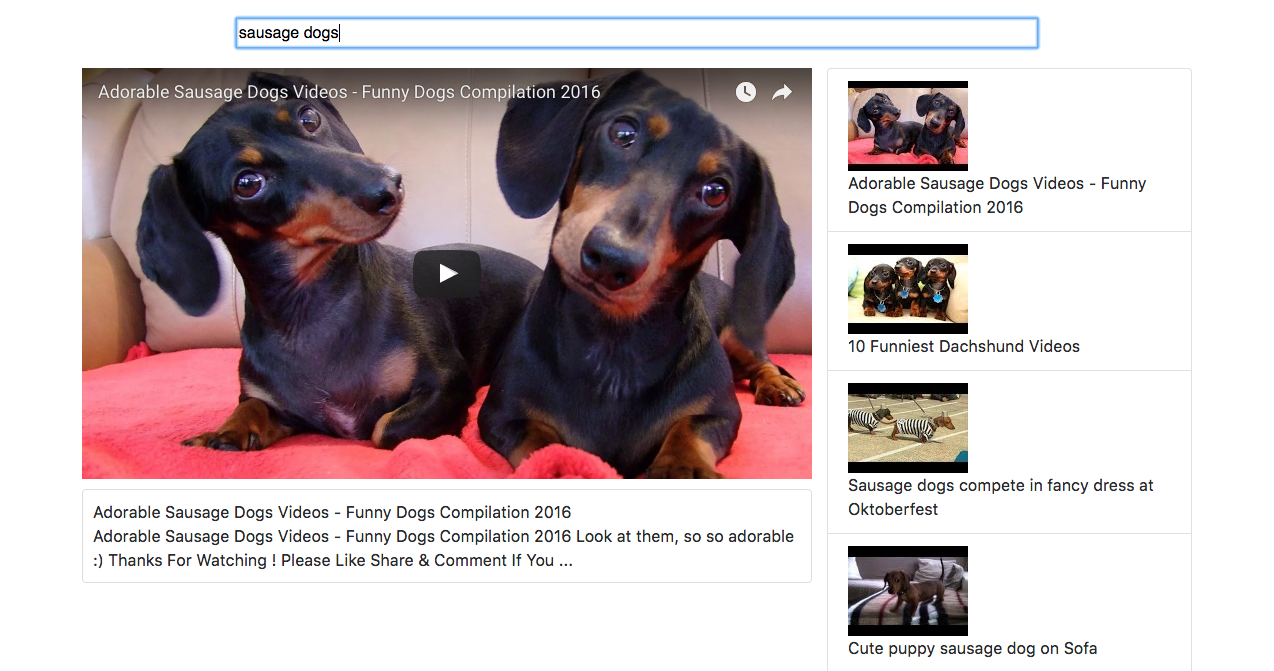 sausage dogs
Adorable Sausage Dogs Videos - Funny Dogs Compilation 2016
Adorable Sausage Dogs Videos - Funny Dogs Compilation 2016
Adorable Sausage Dogs Videos - Funny Dogs Compilation 2016 Look at them, so so adorable
:) Thanks For Watching ! Please Like Share & Comment If You ...
Adorable Sausage Dogs Videos - Funny
Dogs Compilation 2016
10 Funniest Dachshund Videos
Sausage dogs compete in fancy dress at
Oktoberfest
Cute puppy sausage dog on Sofa